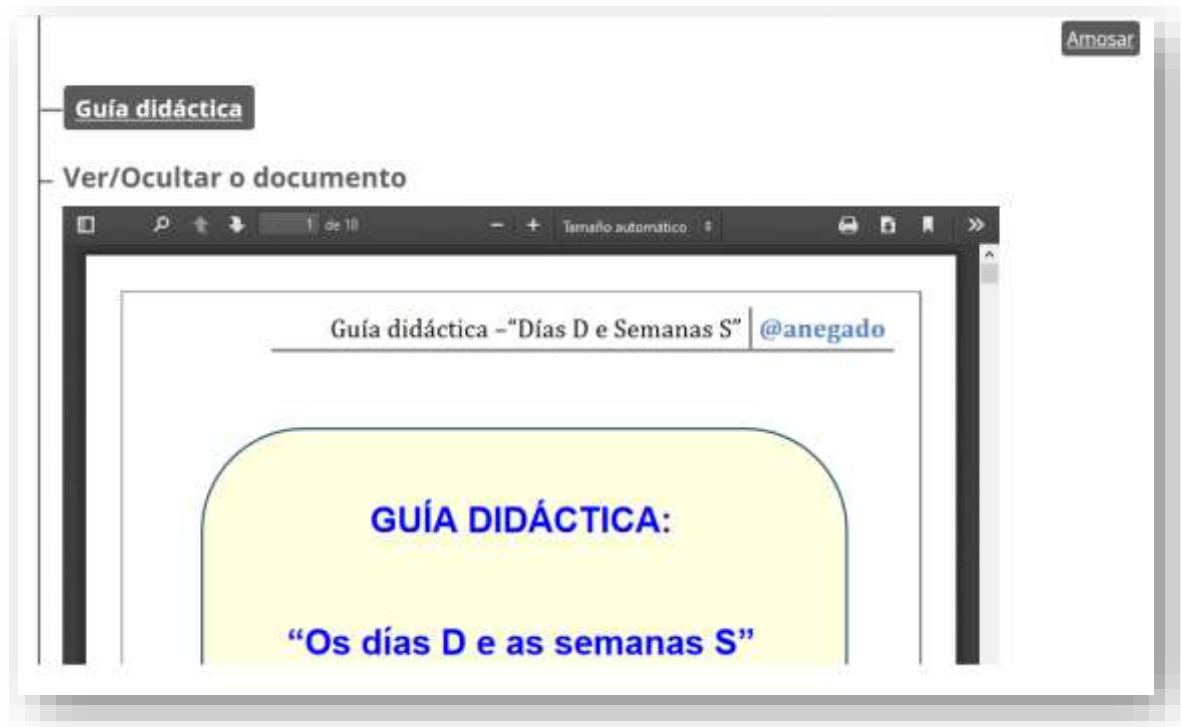 Amosar
Guía didáctica
Ver/Ocultar o documento
1 de 10 Tamaño automático
Guía didáctica –“Días D e Semanas S” @anegado
GUÍA DIDÁCTICA:
“Os días D e as semanas S”